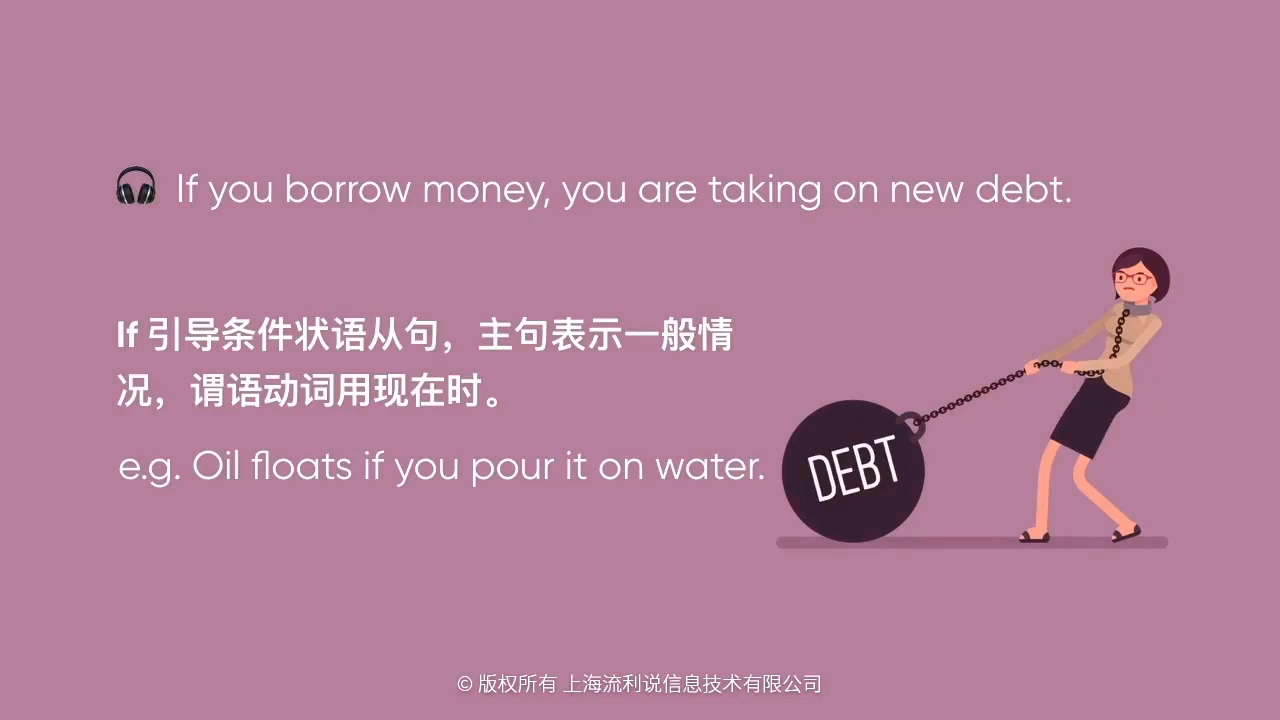 If you borrow money, you are taking on new debt.
If 引导条件状语从句，主句表示一般情
况，谓语动词用现在时。
e.g. Oil floats if you pour it on water.
DEBT
© 版权所有 上海流利说信息技术有限公司